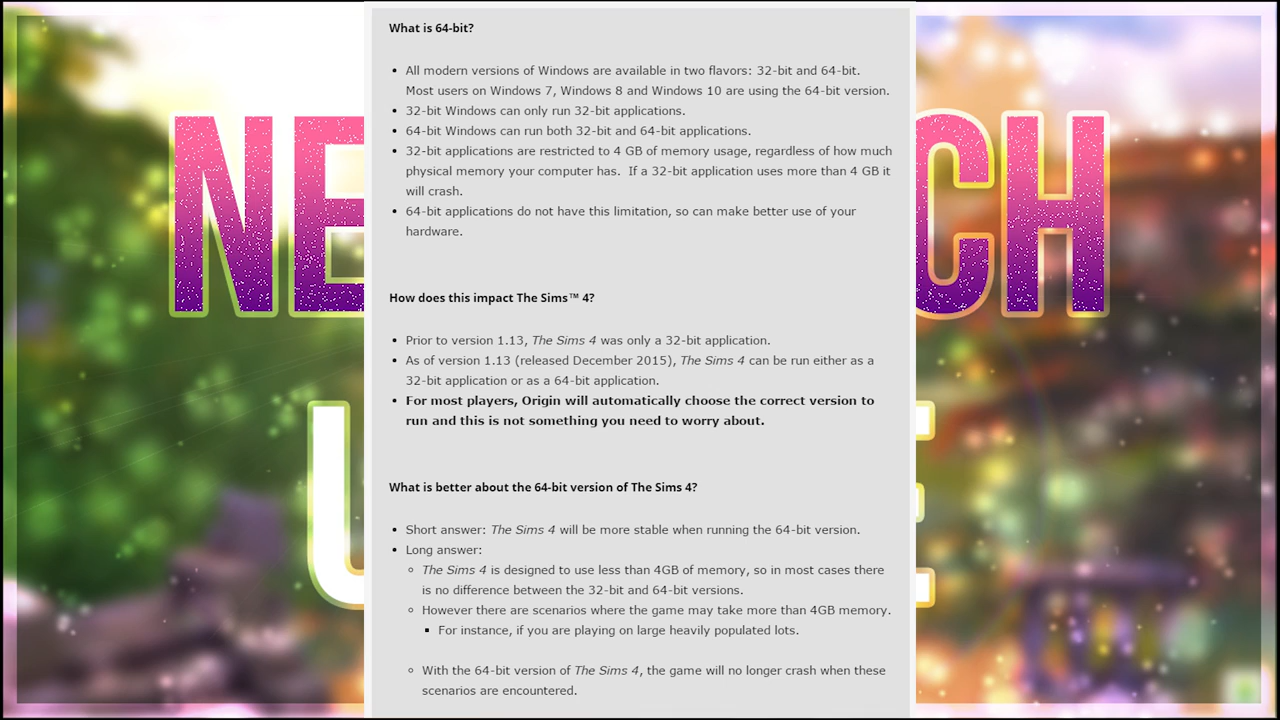 What is 64-bit?
All modern versions of Windows are available in two flavors: 32-bit and 64-bit.
Most users on Windows 7, Windows 8 and Windows 10 are using the 64-bit version.
32-bit Windows can only run 32-bit applications.
64-bit Windows can run both 32-bit and 64-bit applications.
32-bit applications are restricted to 4 GB of memory usage, regardless of how much
physical memory your computer has.  If a 32-bit application uses more than 4 GB it
will crash.
64-bit applications do not have this limitation, so can make better use of your
hardware.
How does this impact The Sims™ 4?
Prior to version 1.13, The Sims 4 was only a 32-bit application.
As of version 1.13 (released December 2015), The Sims 4 can be run either as a
32-bit application or as a 64-bit application.
For most players, Origin will automatically choose the correct version to
run and this is not something you need to worry about.
What is better about the 64-bit version of The Sims 4?
Short answer: The Sims 4 will be more stable when running the 64-bit version.
Long answer:
The Sims 4 is designed to use less than 4GB of memory, so in most cases there
is no difference between the 32-bit and 64-bit versions.
However there are scenarios where the game may take more than 4GB memory.
For instance, if you are playing on large heavily populated lots.
With the 64-bit version of The Sims 4, the game will no longer crash when these
scenarios are encountered.
NE
CH
U
E